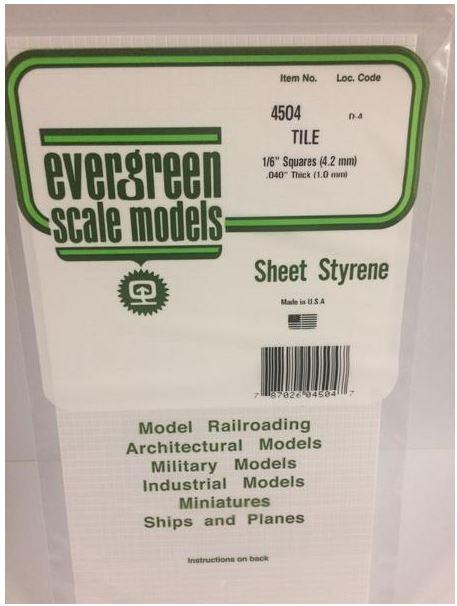 Item No. Loc. Code
4504 D-4
TILE
1/6" Squares (4.2 mm)
.040" Thick (1.0 mm)
evergreen
scale models
Sheet Styrene
Made in U.S.A
7 87026 04504 7
Model Railroading
Architectural Models
Military Models
Industrial Models
Miniatures
Ships and Planes
Instructions on back